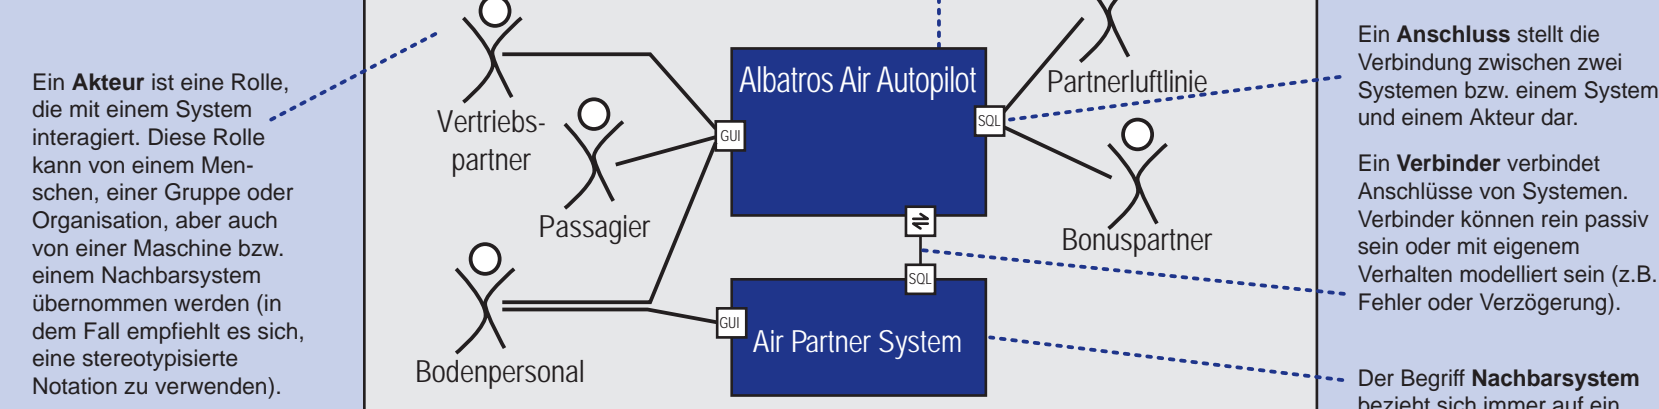 Ein Akteur ist eine Rolle,
die mit einem System
interagiert. Diese Rolle
kann von einem Men-
schen, einer Gruppe oder
Organisation, aber auch
von einer Maschine bzw.
einem Nachbarsystem
übernommen werden (in
dem Fall empfiehlt es sich,
eine stereotypisierte
Notation zu verwenden).
Vertriebs-
partner
Passagier
Bodenpersonal
Albatros Air Autopilot
GUI
SQL
⇌
SQL
GUI
Air Partner System
Partnerluftlinie
Bonuspartner
Ein Anschluss stellt die
Verbindung zwischen zwei
Systemen bzw. einem System
und einem Akteur dar.
Ein Verbinder verbindet
Anschlüsse von Systemen.
Verbinder können rein passiv
sein oder mit eigenem
Verhalten modelliert sein (z.B.
Fehler oder Verzögerung).
Der Begriff Nachbarsystem
bezieht sich immer auf ein